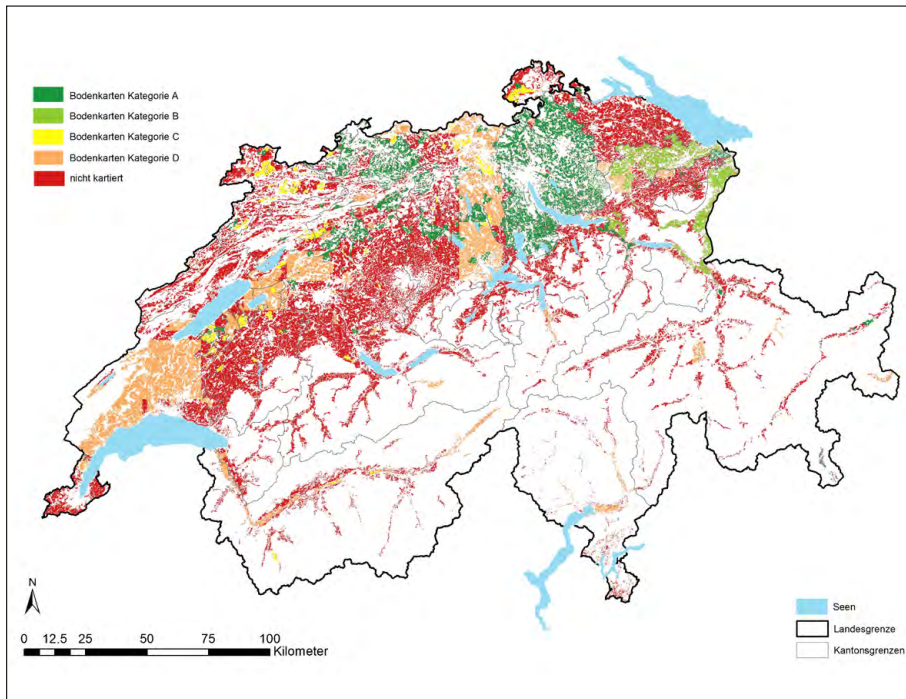 Bodenkarten Kategorie A
Bodenkarten Kategorie B
Bodenkarten Kategorie C
Bodenkarten Kategorie D
nicht kartiert
N
0 12.5 25 50 75 100
Kilometer
Seen
Landesgrenze
Kantonsgrenzen